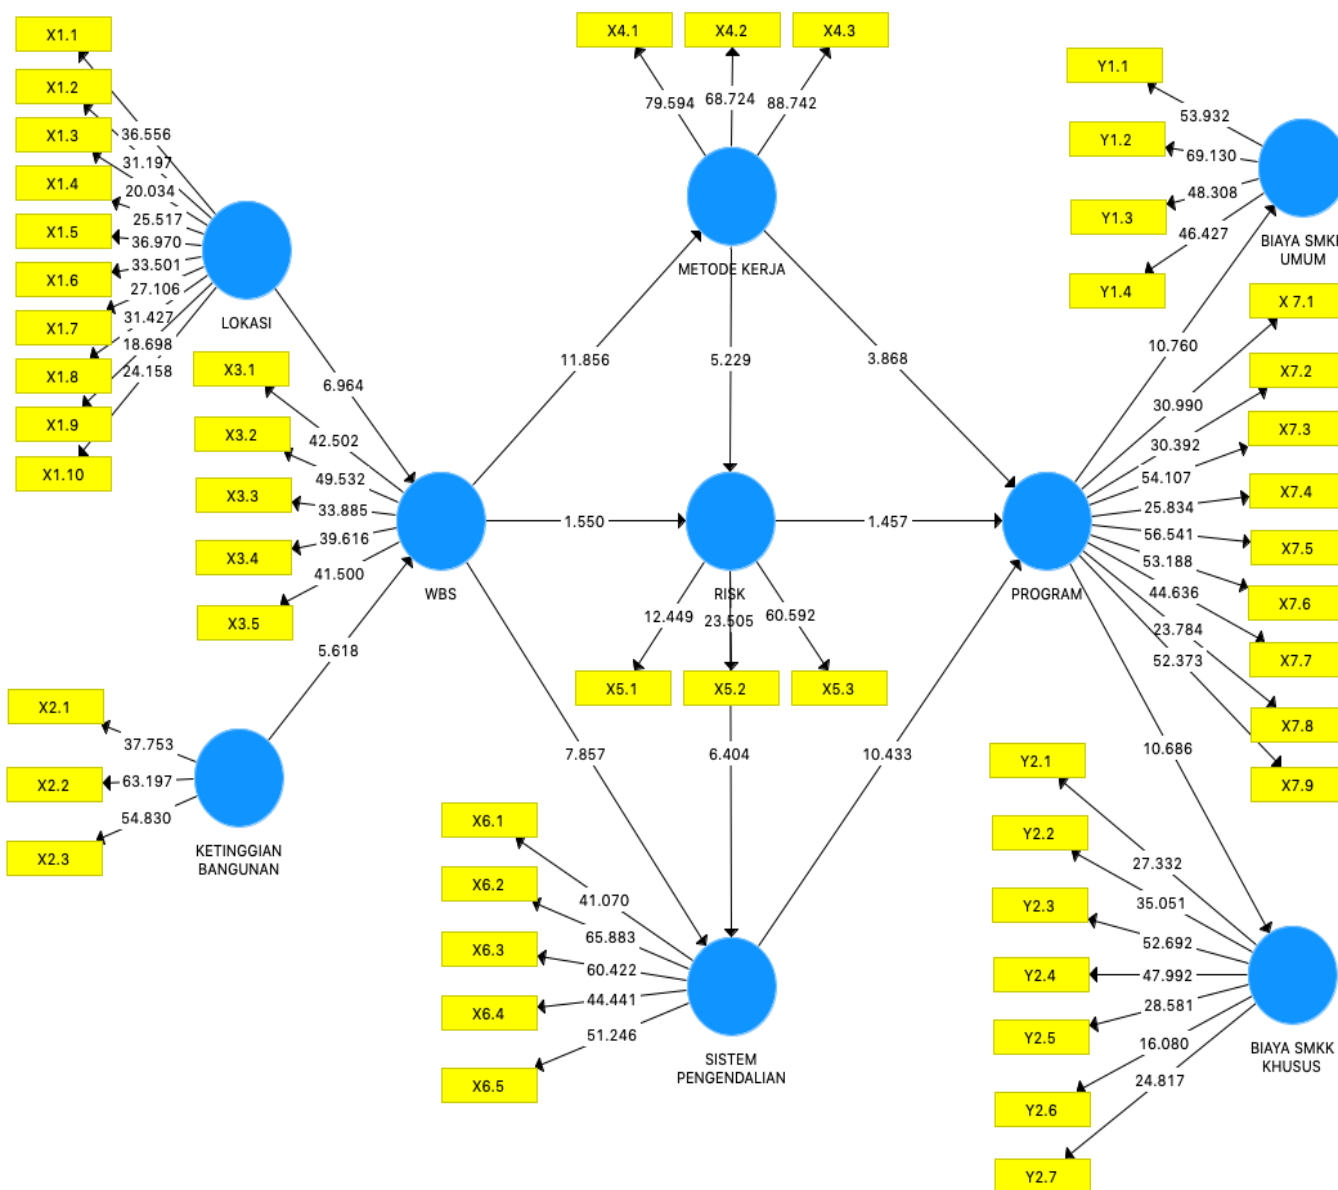 X1.1
X1.2
X1.3
X1.4
X1.5
X1.6
X1.7
X1.8
X1.9
X1.10
36.556
31.197
20.034
25.517
36.970
33.501
27.106
31.427
18.698
24.158
LOKASI
6.964
X3.1
X3.2
X3.3
X3.4
X3.5
42.502
49.532
33.885
39.616
41.500
WBS
5.618
X2.1
X2.2
X2.3
37.753
63.197
54.830
KETINGGIAN
BANGUNAN
X4.1
X4.2
X4.3
79.594
68.724
88.742
METODE KERJA
11.856
5.229
3.868
1.550
1.457
RISK
12.449
23.505
60.592
X5.1
X5.2
X5.3
7.857
6.404
10.433
X6.1
X6.2
X6.3
X6.4
X6.5
41.070
65.883
60.422
44.441
51.246
SISTEM
PENGENDALIAN
PROGRAM
Y1.1
Y1.2
Y1.3
Y1.4
53.932
69.130
48.308
46.427
BIAYA SMK
UMUM
10.760
X 7.1
X7.2
X7.3
X7.4
X7.5
X7.6
X7.7
X7.8
X7.9
30.990
30.392
54.107
25.834
56.541
53.188
44.636
23.784
52.373
10.686
Y2.1
Y2.2
Y2.3
Y2.4
Y2.5
Y2.6
Y2.7
27.332
35.051
52.692
47.992
28.581
16.080
24.817
BIAYA SMKK
KHUSUS